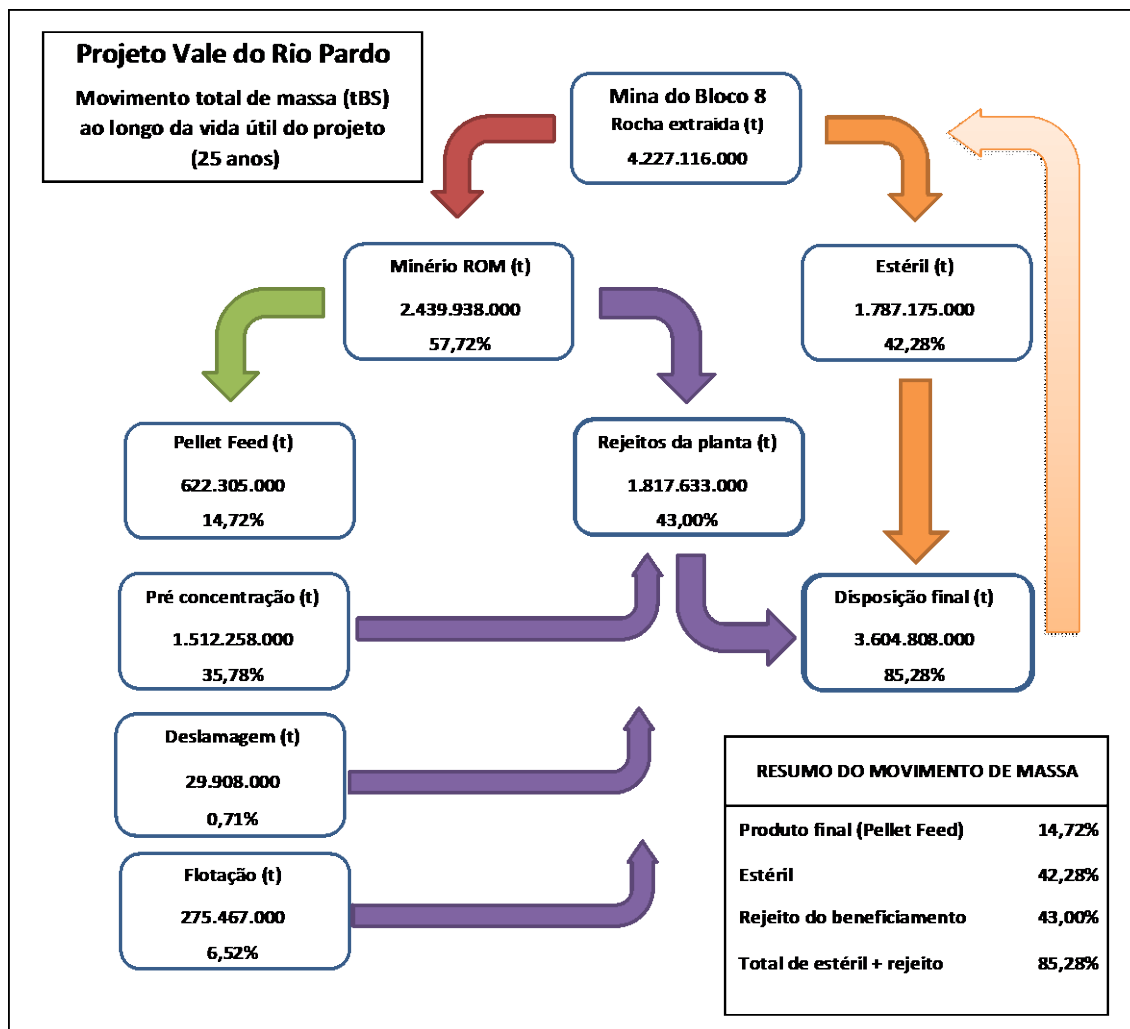 Projeto Vale do Rio Pardo
Movimento total de massa (tBS)
ao longo da vida útil do projeto
(25 anos)
Mina do Bloco 8
Rocha extraida (t)
4.227.116.000
Minério ROM (t)
2.439.938.000
57,72%
Estéril (t)
1.787.175.000
42,28%
Pellet Feed (t)
622.305.000
14,72%
Rejeitos da planta (t)
1.817.633.000
43,00%
Pré concentração (t)
1.512.258.000
35,78%
Disposição final (t)
3.604.808.000
85,28%
Deslamagem (t)
29.908.000
0,71%
Flotação (t)
275.467.000
6,52%
RESUMO DO MOVIMENTO DE MASSA
Produto final (Pellet Feed) 14,72%
Estéril 42,28%
Rejeito do beneficiamento 43,00%
Total de estéril + rejeito 85,28%